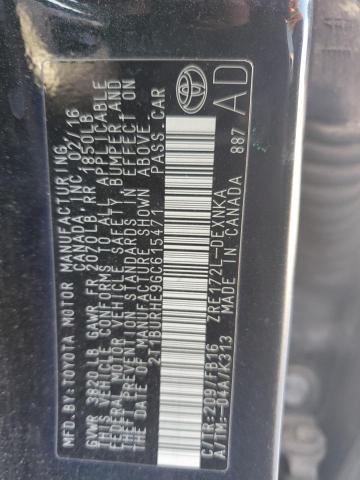 MFD.BY:TOYOTA MOTOR MANUFACTURING
CANADA,INC. 02/16
GVWR 3820LB GAWR FR 2020LB RR 1850LB
THIS VEHICLE CONFORMS TO ALL APPLICABLE
FEDERAL MOTOR VEHICLE SAFETY,BUMPER,AND
THEFT PREVENTION STANDARDS IN EFFECT ON
THE DATE OF MANUFACTURE SHOWN ABOVE.
2T1BURHE9GC615471 PASS.CAR
C/TR:209/FB16 ZRE172L-DEXNKA
A/TM:-04A/K313 MADE IN CANADA 887
AD
TOYOTA